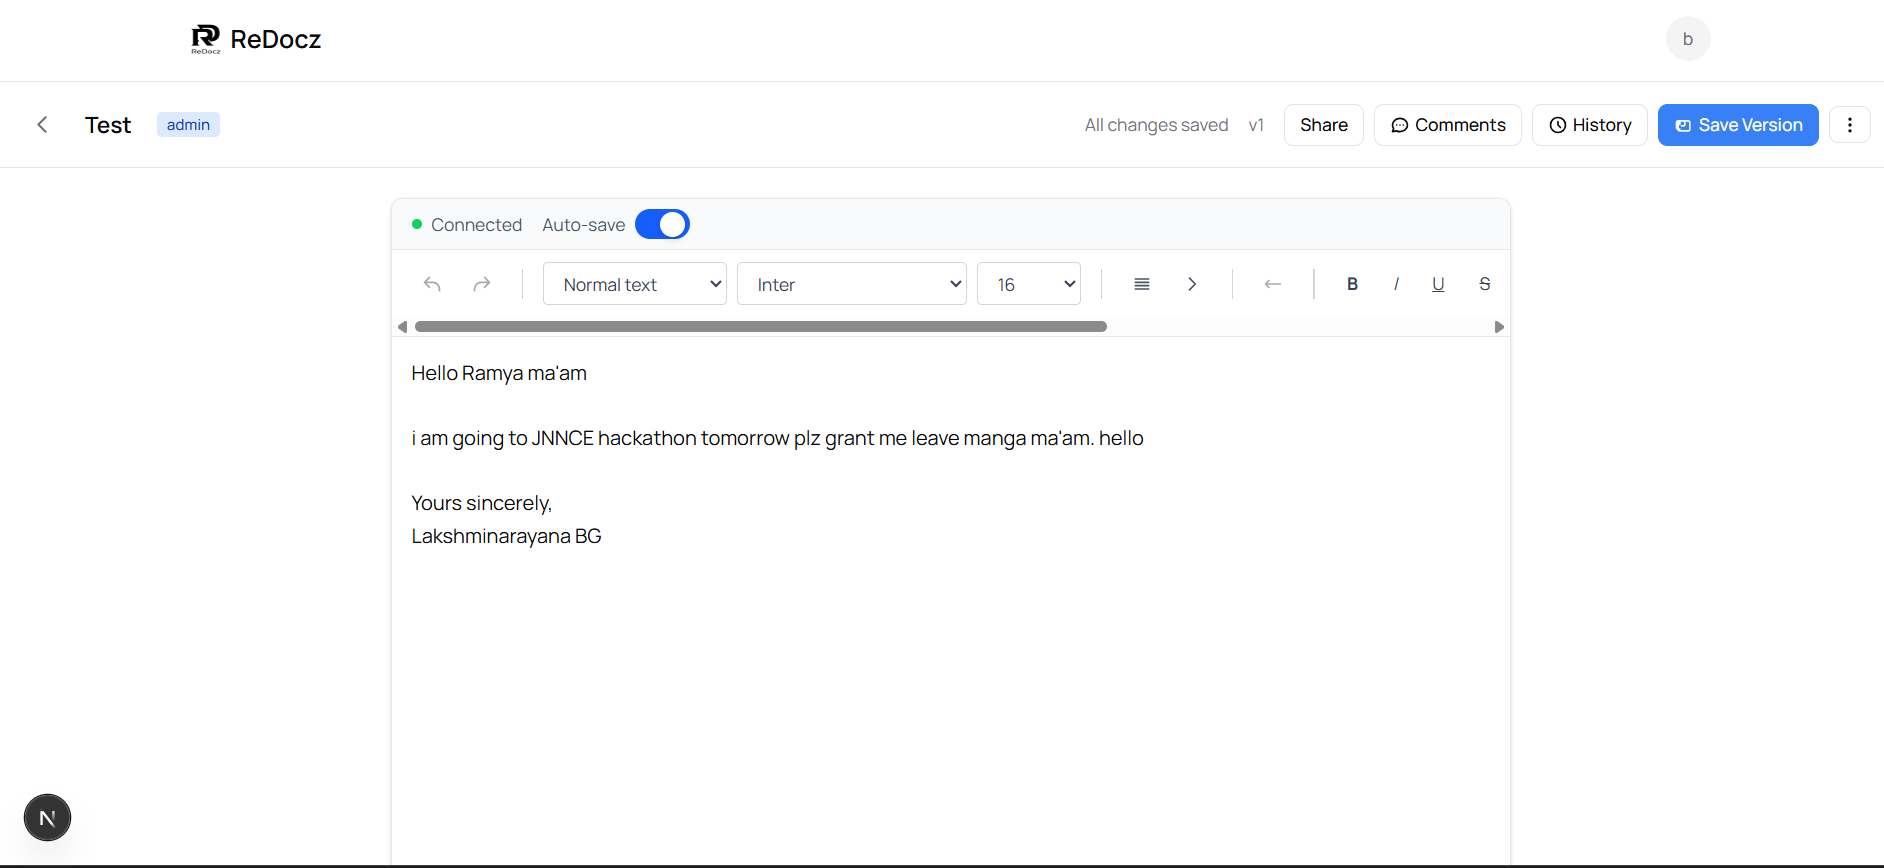 ReDocz
ReDocz
b
Test
admin
All changes saved
v1
Share
Comments
History
Save Version
Connected
Auto-save
Normal text
Inter
16
B
I
U
S
Hello Ramya ma'am
i am going to JNNCE hackathon tomorrow plz grant me leave manga ma'am. hello
Yours sincerely,
Lakshminarayana BG
N